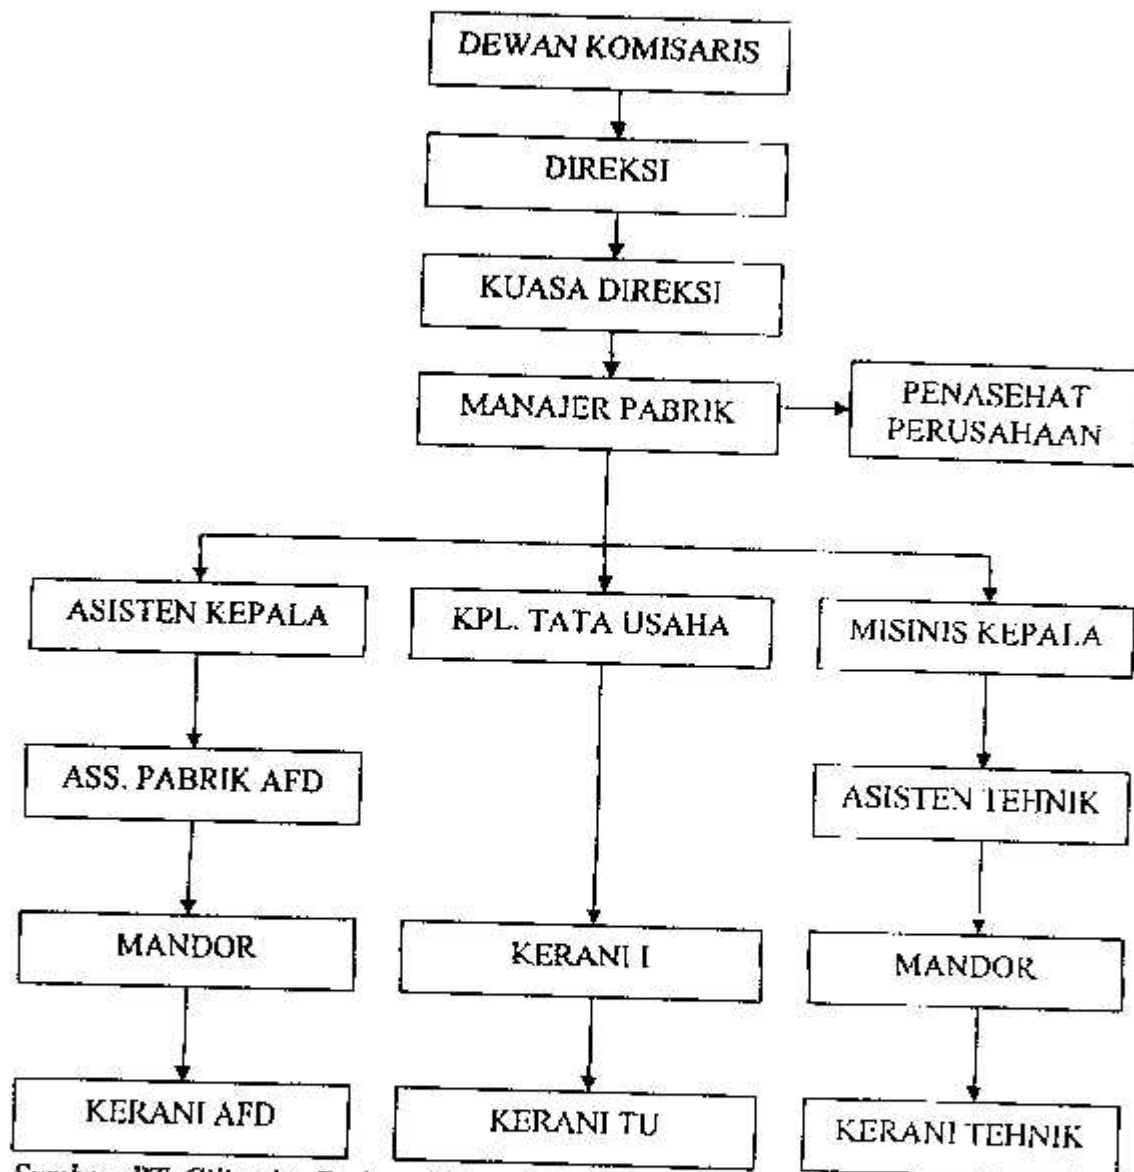 DEWAN KOMISARIS
DIREKSI
KUASA DIREKSI
MANAJER PABRIK
PENASEHAT
PERUSAHAAN
ASISTEN KEPALA
KPL. TATA USAHA
MISINIS KEPALA
ASS. PABRIK AFD
ASISTEN TEHNIK
MANDOR
KERANI I
MANDOR
KERANI AFD
KERANI TU
KERANI TEHNIK